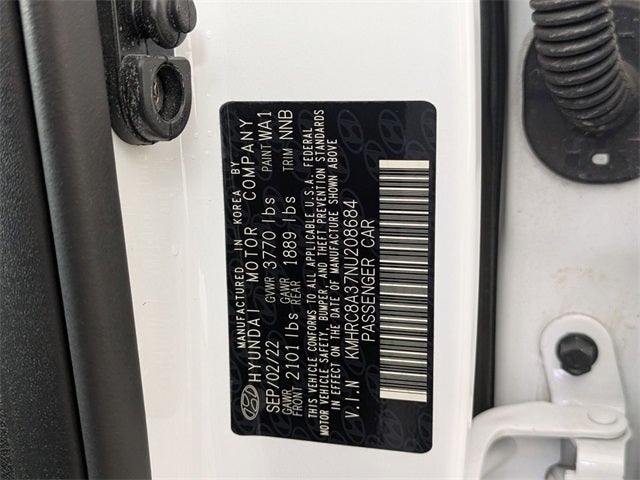 MANUFACTURED IN KOREA BY
HYUNDAI MOTOR COMPANY
SEP/02/22 GVWR 3770 lbs PAINT WA1
GAWR FRONT 2101 lbs GAWR REAR 1889 lbs TRIM NNB
THIS VEHICLE CONFORMS TO ALL APPLICABLE U.S.A. FEDERAL
MOTOR VEHICLE SAFETY, BUMPER, AND THEFT PREVENTION STANDARDS
IN EFFECT ON THE DATE OF MANUFACTURE SHOWN ABOVE
V.I.N KMHRC8A37NU208684
PASSENGER CAR